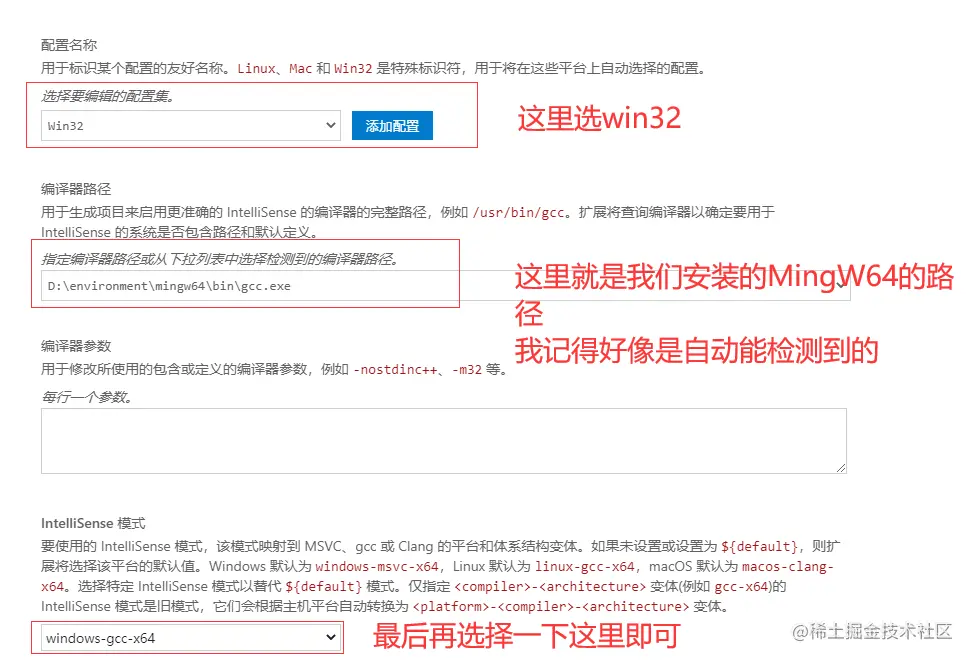 配置名称
用于标识某个配置的友好名称。Linux、Mac 和 Win32 是特殊标识符，用于将在这些平台上自动选择的配置。
选择要编辑的配置集。
Win32
添加配置
这里选win32
编译器路径
用于生成项目来启用更准确的 IntelliSense 的编译器的完整路径，例如 /usr/bin/gcc。扩展将查询编译器以确定要用于
IntelliSense 的系统是否包含路径和默认定义。
指定编译器路径或从下拉列表中选择检测到的编译器路径。
D:\environment\mingw64\bin\gcc.exe
这里就是我们安装的MingW64的路
径
我记得好像是自动能检测到的
编译器参数
用于修改所使用的包含或定义的编译器参数，例如 -nostdinc++、-m32 等。
每行一个参数。
IntelliSense 模式
要使用的 IntelliSense 模式，该模式映射到 MSVC、gcc 或 Clang 的平台和体系结构变体。如果未设置或设置为 ${default}，则扩
展将选择该平台的默认值。Windows 默认为 windows-msvc-x64，Linux 默认为 linux-gcc-x64，macOS 默认为 macos-clang-
x64。选择特定 IntelliSense 模式以替代 ${default} 模式。仅指定 <compiler>-<architecture> 变体(例如 gcc-x64)的
IntelliSense 模式是旧模式，它们会根据主机平台自动转换为 <platform>-<compiler>-<architecture> 变体。
windows-gcc-x64
最后再选择一下这里即可
@稀土掘金技术社区